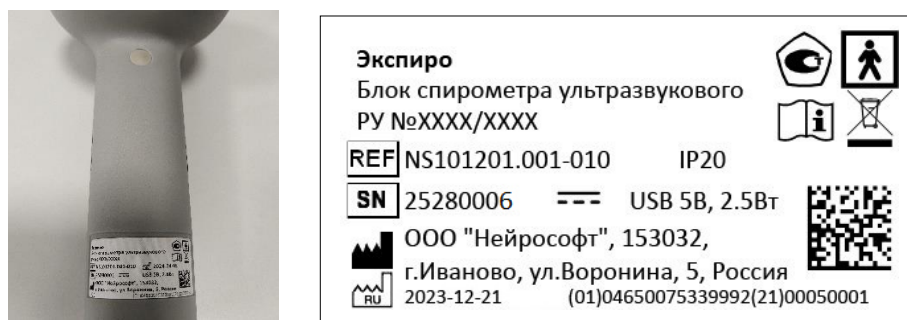 Экспиро
Блок спирометра ультразвукового
РУ №XXXX/XXXX
REF NS101201.001-010 IP20
SN 25280006 USB 5В, 2.5Вт
ООО "Нейрософт", 153032,
г.Иваново, ул.Воронина, 5, Россия
RU 2023-12-21 (01)04650075339992(21)00050001